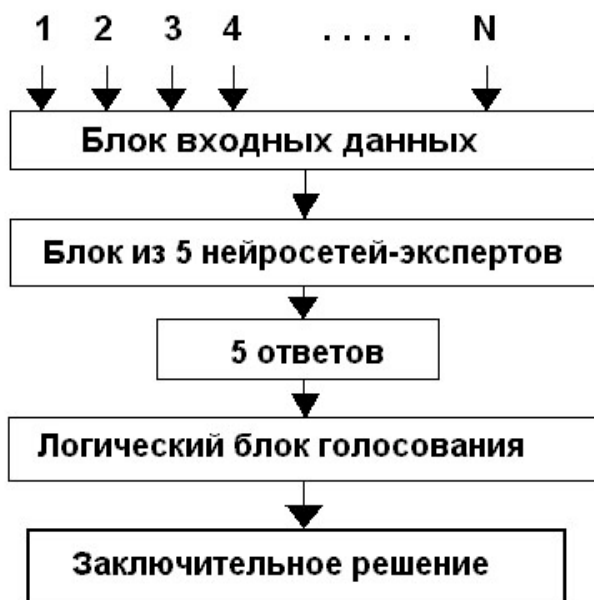 1 2 3 4 . . . . . N
Блок входных данных
Блок из 5 нейросетей-экспертов
5 ответов
Логический блок голосования
Заключительное решение